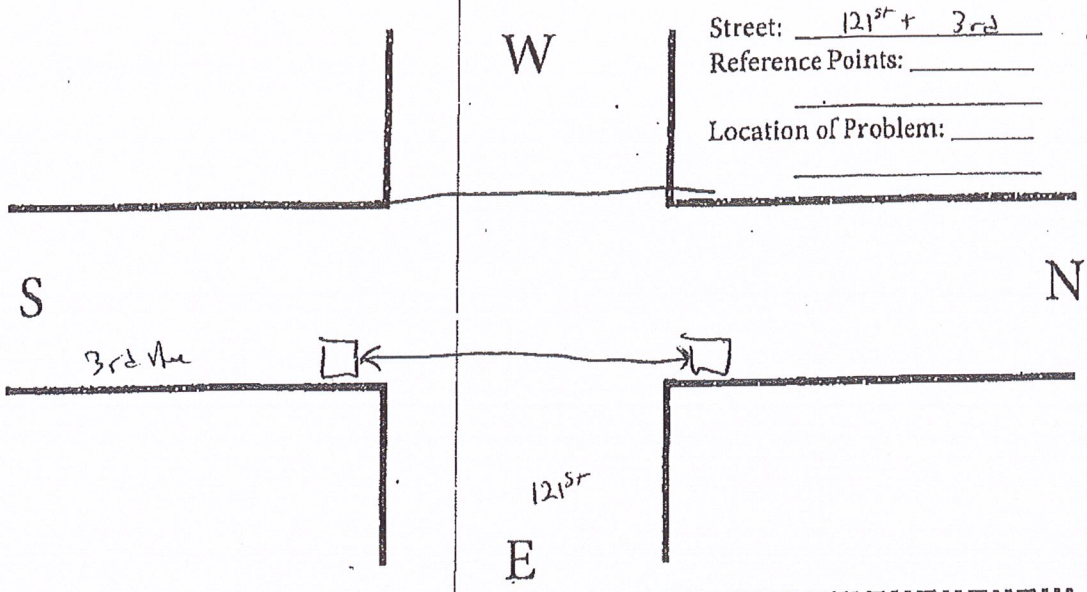 W
Street: 121st + 3rd
Reference Points:
Location of Problem:
S
N
3rd Ave
121st
E